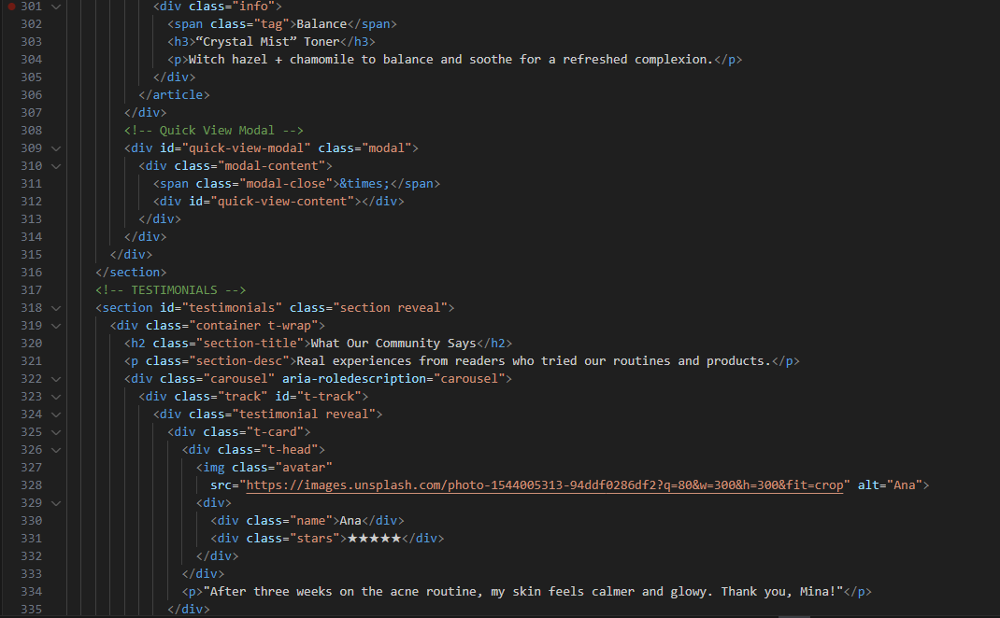 301 <div class="info">
302 <span class="tag">Balance</span>
303 <h3>“Crystal Mist” Toner</h3>
304 <p>Witch hazel + chamomile to balance and soothe for a refreshed complexion.</p>
305 </div>
306 </article>
307 </div>
308 <!-- Quick View Modal -->
309 <div id="quick-view-modal" class="modal">
310 <div class="modal-content">
311 <span class="modal-close">&times;</span>
312 <div id="quick-view-content"></div>
313 </div>
314 </div>
315 </div>
316 </section>
317 <!-- TESTIMONIALS -->
318 <section id="testimonials" class="section reveal">
319 <div class="container t-wrap">
320 <h2 class="section-title">What Our Community Says</h2>
321 <p class="section-desc">Real experiences from readers who tried our routines and products.</p>
322 <div class="carousel" aria-roledescription="carousel">
323 <div class="track" id="t-track">
324 <div class="testimonial reveal">
325 <div class="t-card">
326 <div class="t-head">
327 <img class="avatar"
328 src="https://images.unsplash.com/photo-1544005313-94ddf0286df2?q=80&w=300&h=300&fit=crop" alt="Ana">
329 <div>
330 <div class="name">Ana</div>
331 <div class="stars">★★★★★</div>
332 </div>
333 </div>
334 <p>"After three weeks on the acne routine, my skin feels calmer and glowy. Thank you, Mina!"</p>
335 </div>